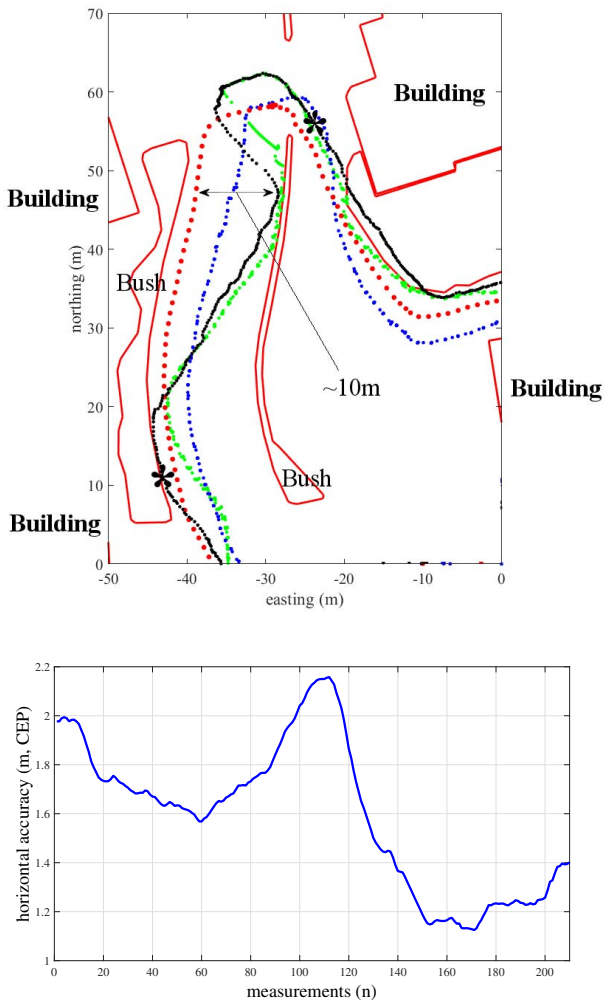 70
60
50
40
30
20
10
0
northing (m)
Building
Building
Bush
~10m
Building
Bush
Building
-50 -40 -30 -20 -10 0
easting (m)
2.2
2
1.8
1.6
1.4
1.2
1
horizontal accuracy (m, CEP)
0 20 40 60 80 100 120 140 160 180 200
measurements (n)